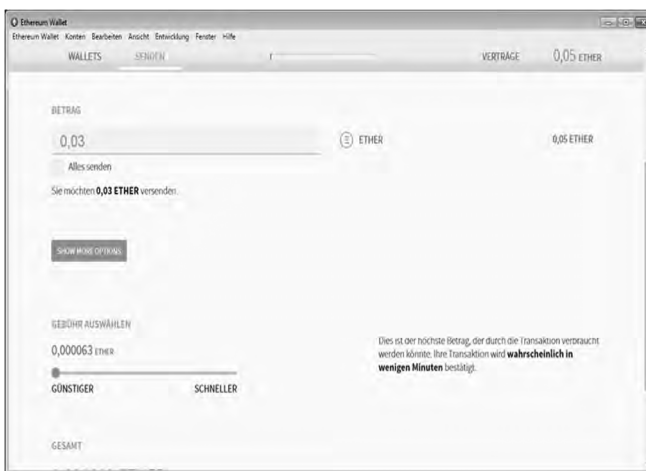 Ethereum Wallet
Ethereum Wallet Konten Bearbeiten Ansicht Entwicklung Fenster Hilfe
WALLETS SENDEN VERTRÄGE 0,05 ETHER
BETRAG
0,03 ETHER 0,05 ETHER
Alles senden
Sie möchten 0,03 ETHER versenden.
SHOW MORE OPTIONS
GEBÜHR AUSWÄHLEN
0,000063 ETHER
GÜNSTIGER SCHNELLER
Dies ist der höchste Betrag, der durch die Transaktion verbraucht
werden könnte. Ihre Transaktion wird wahrscheinlich in
wenigen Minuten bestätigt.
GESAMT